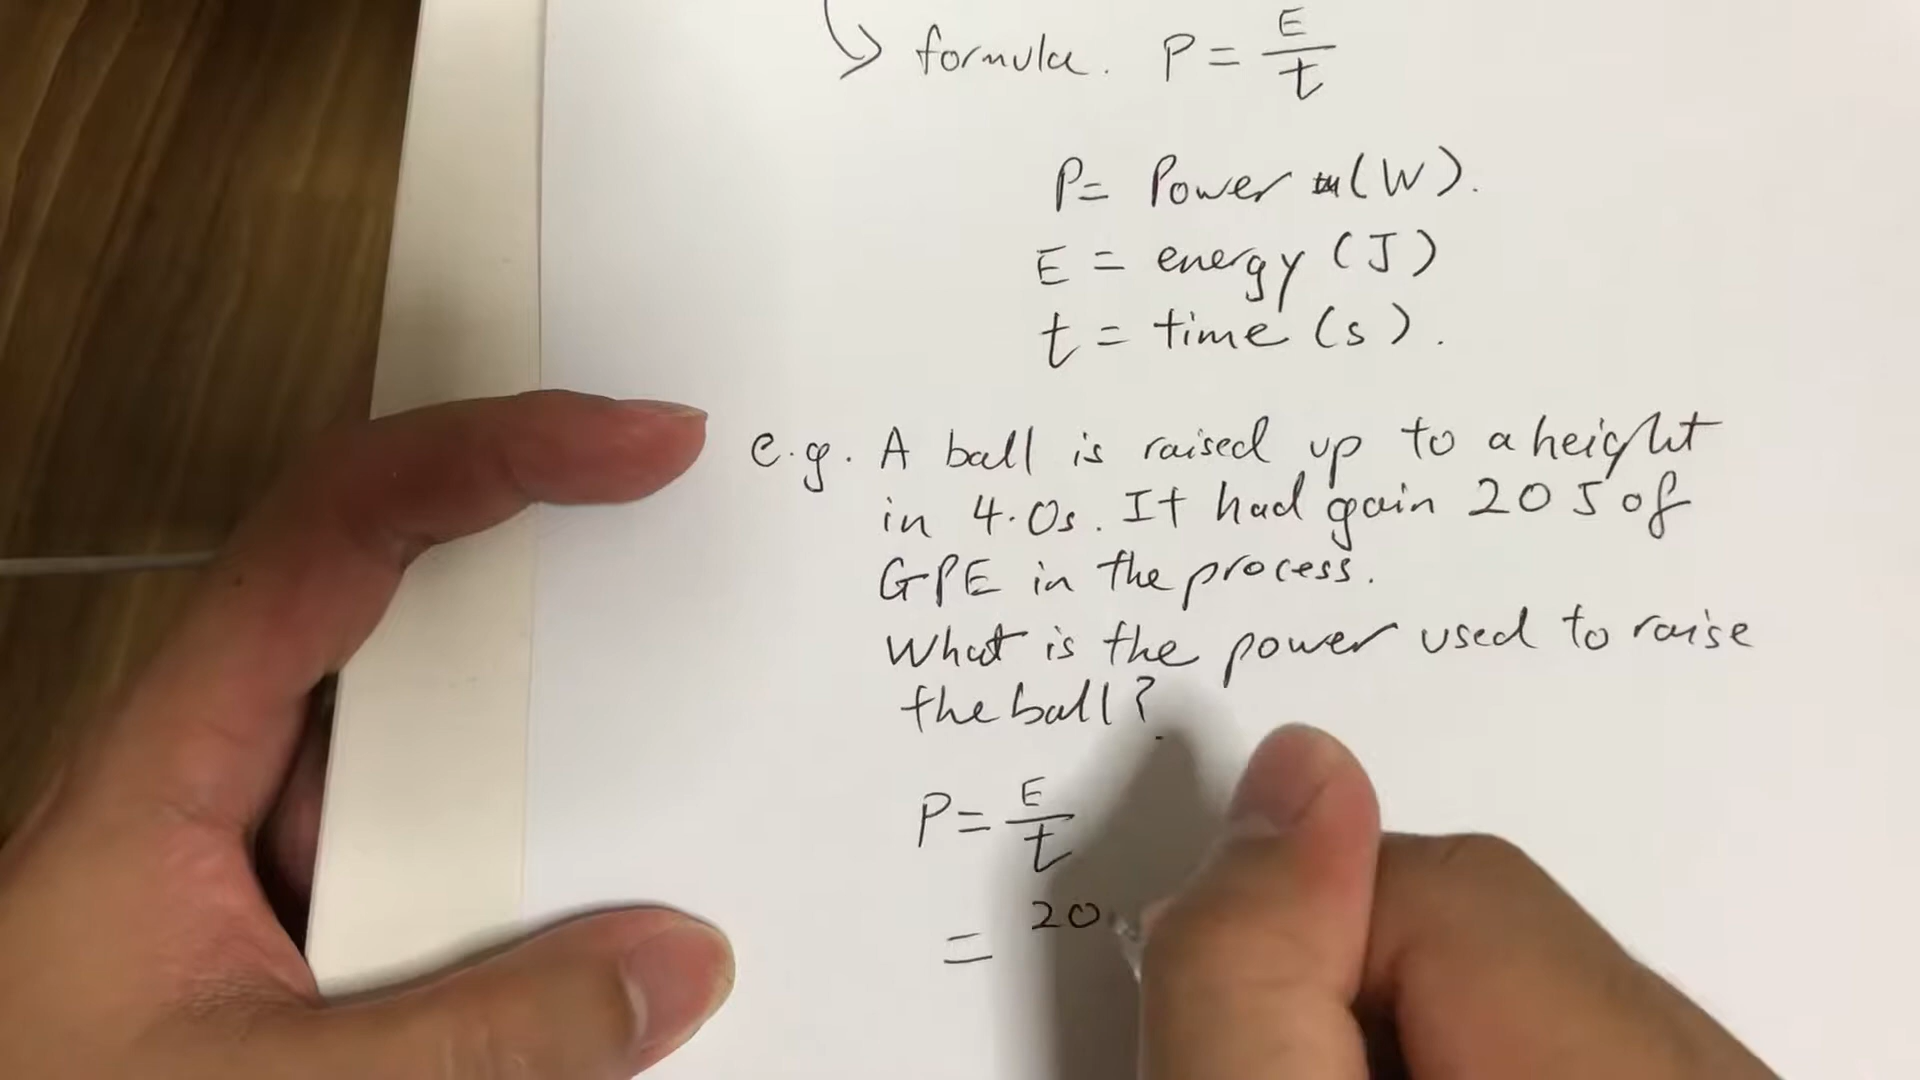 formula. P = E/t
P = Power (W).
E = energy (J)
t = time (s).
e.g. A ball is raised up to a height
in 4.0s. It had gain 20 J of
GPE in the process.
What is the power used to raise
the ball?
P = E/t
= 20